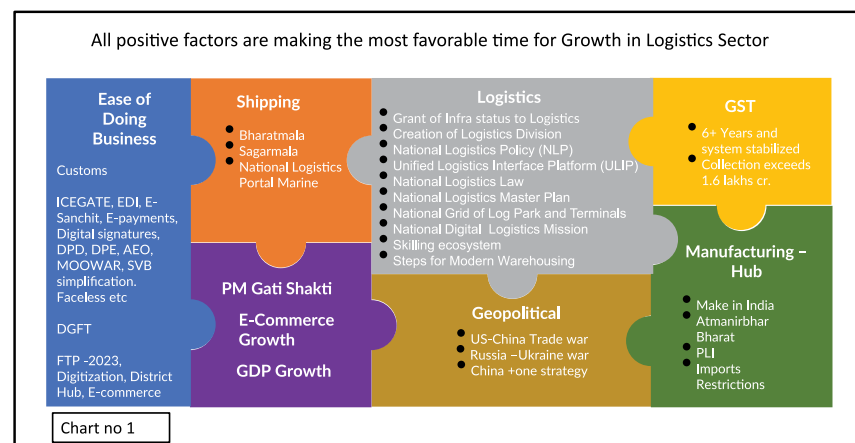 All positive factors are making the most favorable time for Growth in Logistics Sector
Ease of
Doing
Business
Customs
ICEGATE, EDI, E-
Sanchit, E-payments,
Digital signatures,
DPD, DPE, AEO,
MOOWAR, SVB
simplification.
Faceless etc
DGFT
FTP -2023,
Digitization, District
Hub, E-commerce
Shipping
Bharatmala
Sagarmala
National Logistics
Portal Marine
PM Gati Shakti
E-Commerce
Growth
GDP Growth
Logistics
Grant of Infra status to Logistics
Creation of Logistics Division
National Logistics Policy (NLP)
Unified Logistics Interface Platform (ULIP)
National Logistics Law
National Logistics Master Plan
National Grid of Log Park and Terminals
National Digital Logistics Mission
Skilling ecosystem
Steps for Modern Warehousing
Geopolitical
US-China Trade war
Russia –Ukraine war
China +one strategy
GST
6+ Years and
system stabilized
Collection exceeds
1.6 lakhs cr.
Manufacturing –
Hub
Make in India
Atmanirbhar
Bharat
PLI
Imports
Restrictions
Chart no 1